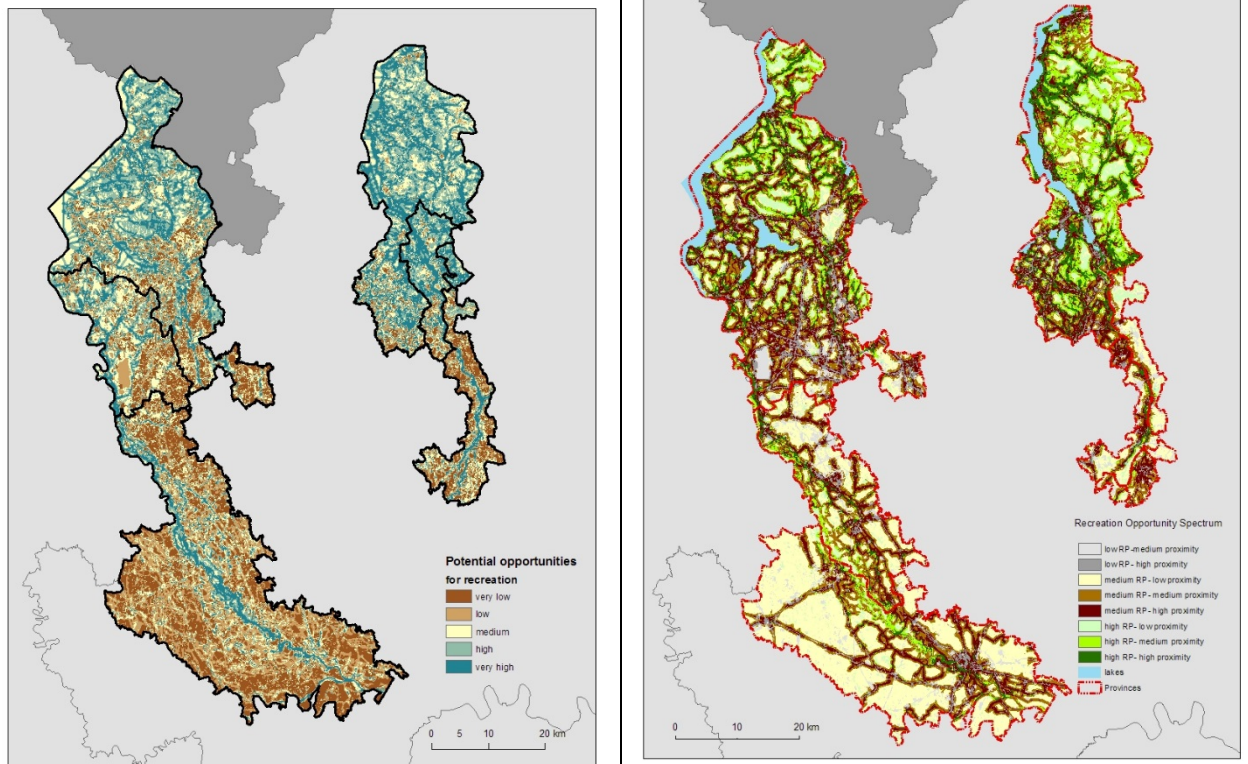 Potential opportunities
for recreation
very low
low
medium
high
very high
0 5 10 20 km
Recreation Opportunity Spectrum
low RP-medium proximity
low RP - high proximity
medium RP - low proximity
medium RP - medium proximity
medium RP - high proximity
high RP - low proximity
high RP - medium proximity
high RP - high proximity
lakes
Provinces
0 10 20 km